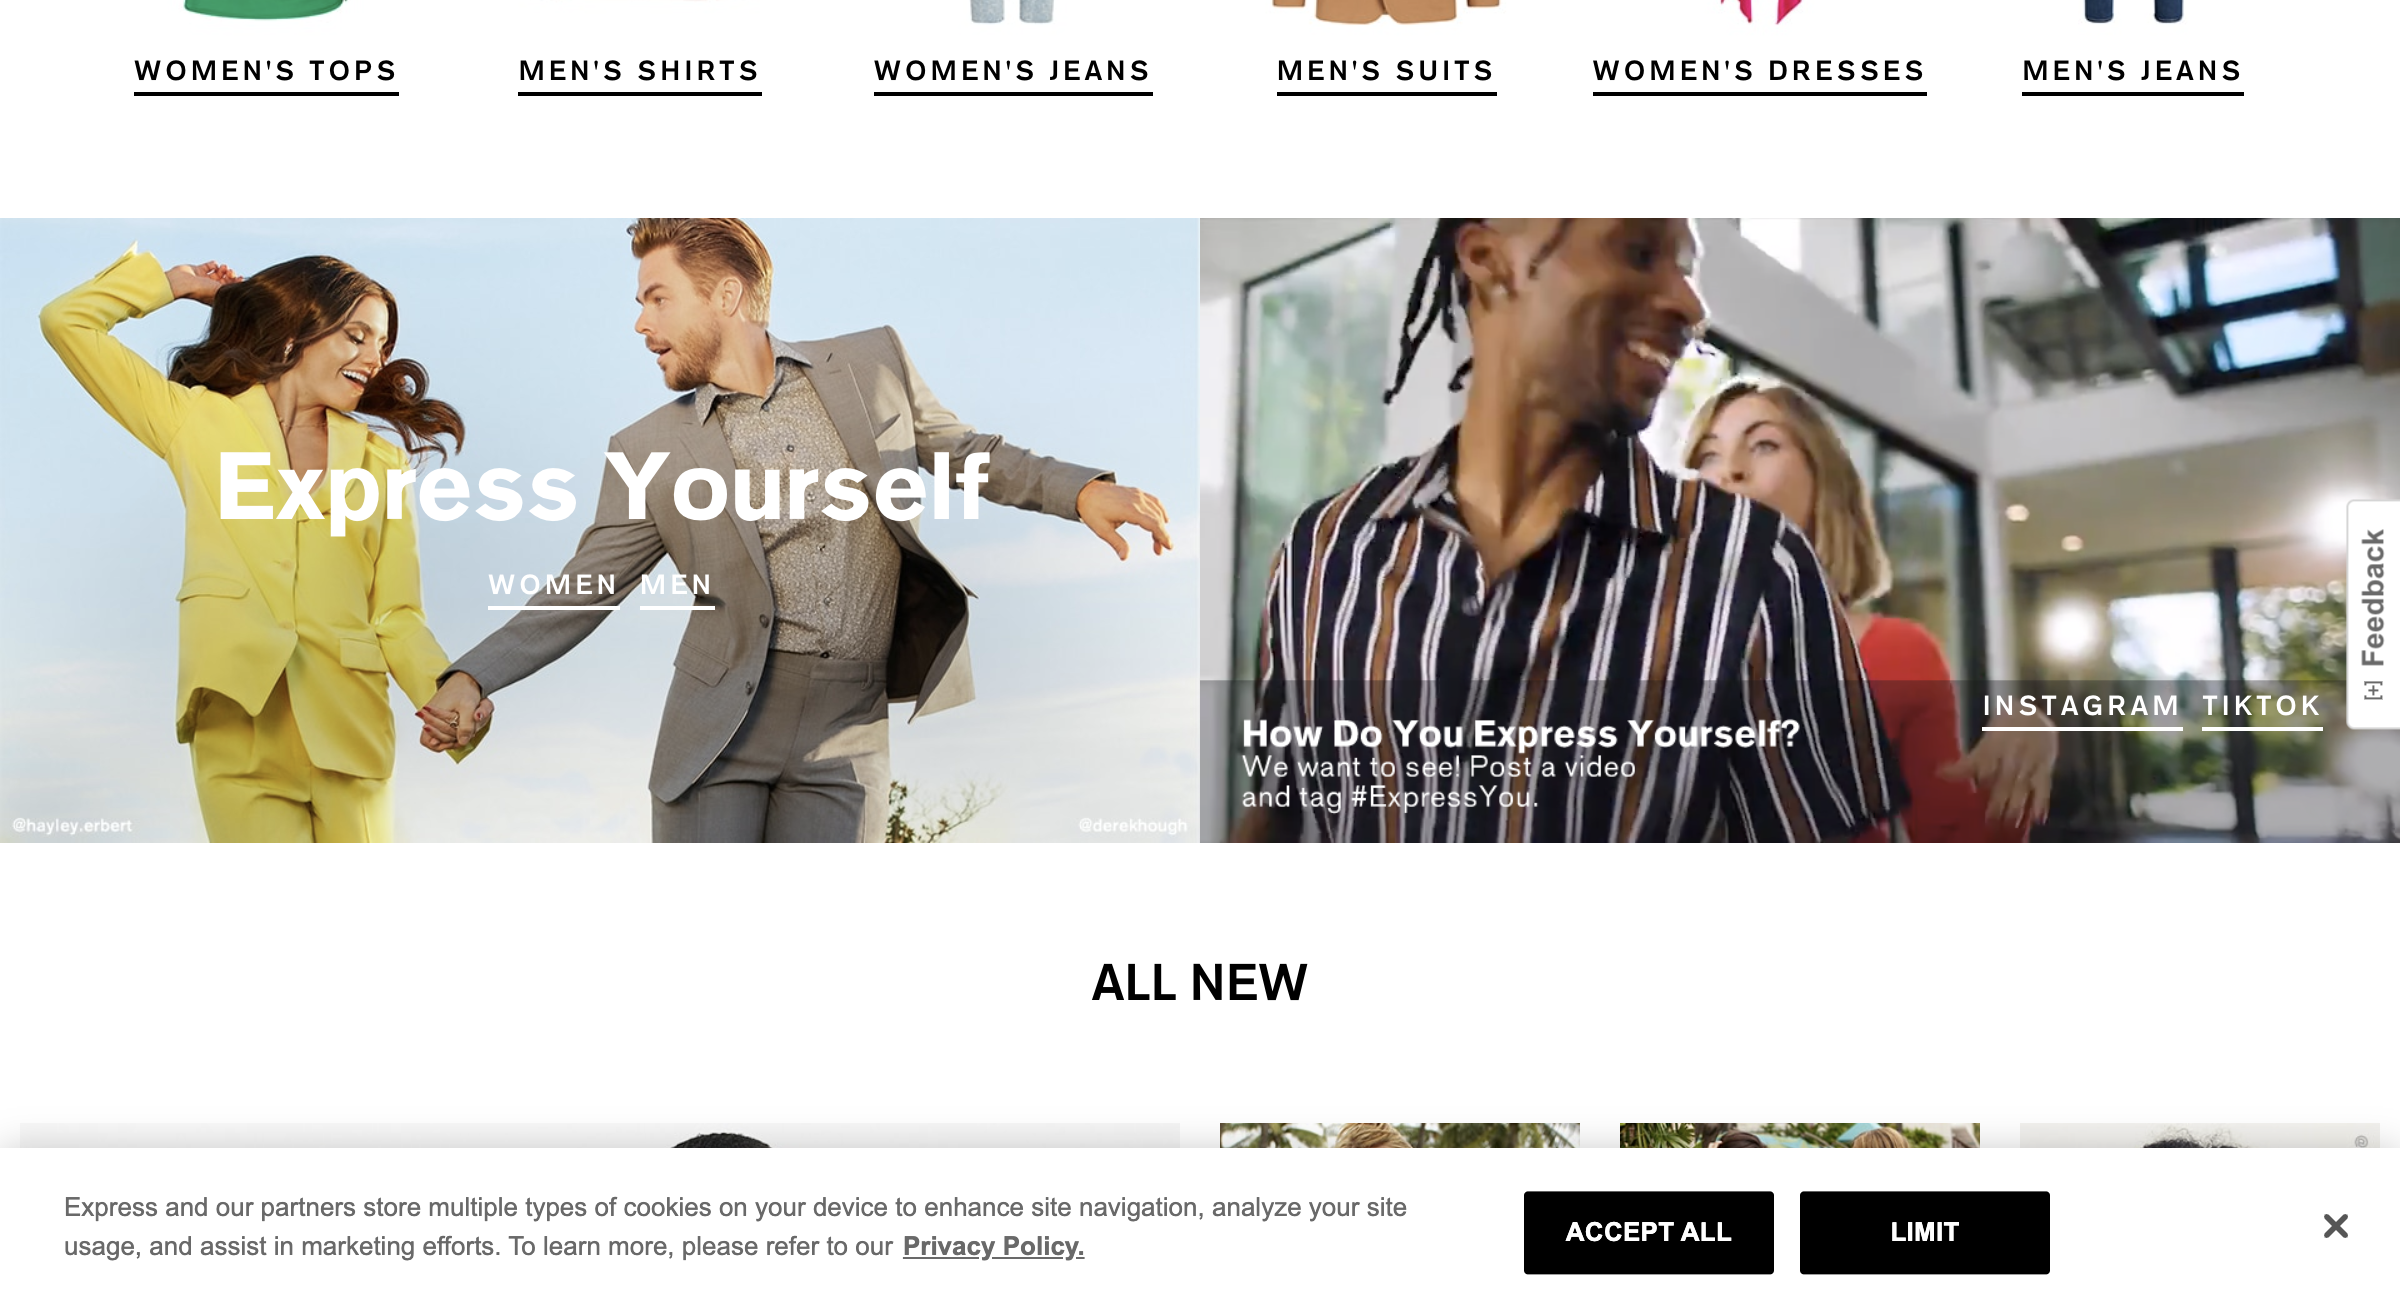 WOMEN'S TOPS
MEN'S SHIRTS
WOMEN'S JEANS
MEN'S SUITS
WOMEN'S DRESSES
MEN'S JEANS
Express Yourself
WOMEN MEN
@hayley.erbert
@derekhough
How Do You Express Yourself?
We want to see! Post a video
and tag #ExpressYou.
INSTAGRAM TIKTOK
[+] Feedback
ALL NEW
Express and our partners store multiple types of cookies on your device to enhance site navigation, analyze your site
usage, and assist in marketing efforts. To learn more, please refer to our Privacy Policy.
ACCEPT ALL
LIMIT